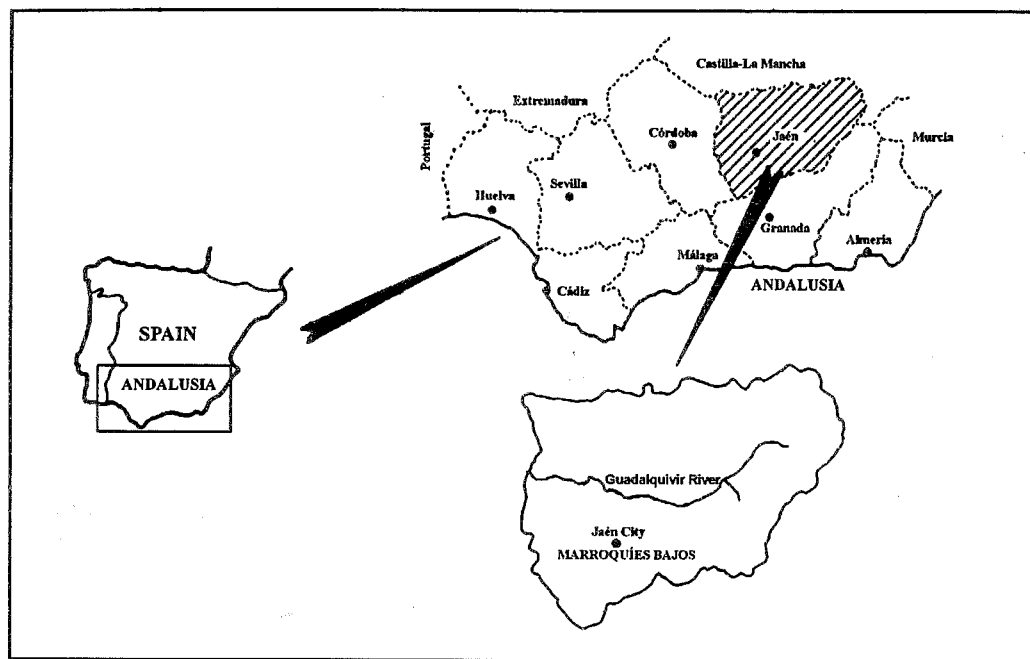 Castilla-La Mancha
Extremadura
Portugal
Córdoba
Jaén
Murcia
Sevilla
Huelva
Granada
Almería
Málaga
Cádiz
ANDALUSIA
SPAIN
ANDALUSIA
Guadalquivir River
Jaén City
MARROQUÍES BAJOS